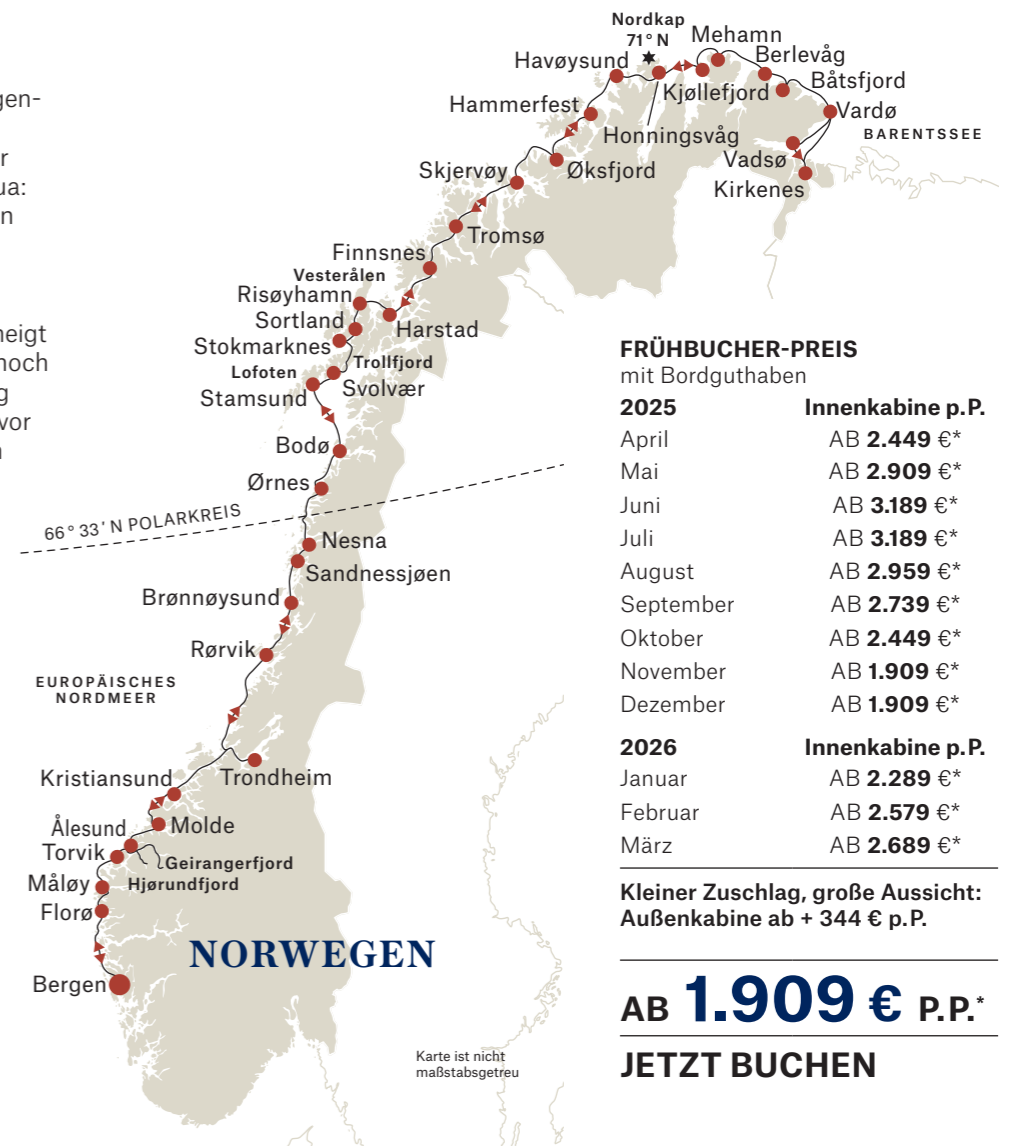 gen-
r
ua:
n
neigt
noch
g
vor
n
Nordkap
71° N
Mehamn
Havøysund
Berlevåg
Båtsfjord
Kjøllefjord
Hammerfest
Vardø
Honningsvåg
BARENTSSEE
Vadsø
Skjervøy
Øksfjord
Kirkenes
Tromsø
Finnsnes
Vesterålen
Risøyhamn
Sortland
Harstad
Stokmarknes
Trollfjord
Lofoten
Svolvær
Stamsund
Bodø
Ørnes
66° 33' N POLARKREIS
Nesna
Sandnessjøen
Brønnøysund
Rørvik
EUROPÄISCHES
NORDMEER
Kristiansund
Trondheim
Ålesund
Molde
Torvik
Geirangerfjord
Måløy
Hjørundfjord
Florø
NORWEGEN
Bergen
Karte ist nicht
maßstabsgetreu
FRÜHBUCHER-PREIS
mit Bordguthaben
2025 Innenkabine p.P.
April AB 2.449 €*
Mai AB 2.909 €*
Juni AB 3.189 €*
Juli AB 3.189 €*
August AB 2.959 €*
September AB 2.739 €*
Oktober AB 2.449 €*
November AB 1.909 €*
Dezember AB 1.909 €*
2026 Innenkabine p.P.
Januar AB 2.289 €*
Februar AB 2.579 €*
März AB 2.689 €*
Kleiner Zuschlag, große Aussicht:
Außenkabine ab + 344 € p.P.
AB 1.909 € P.P.*
JETZT BUCHEN